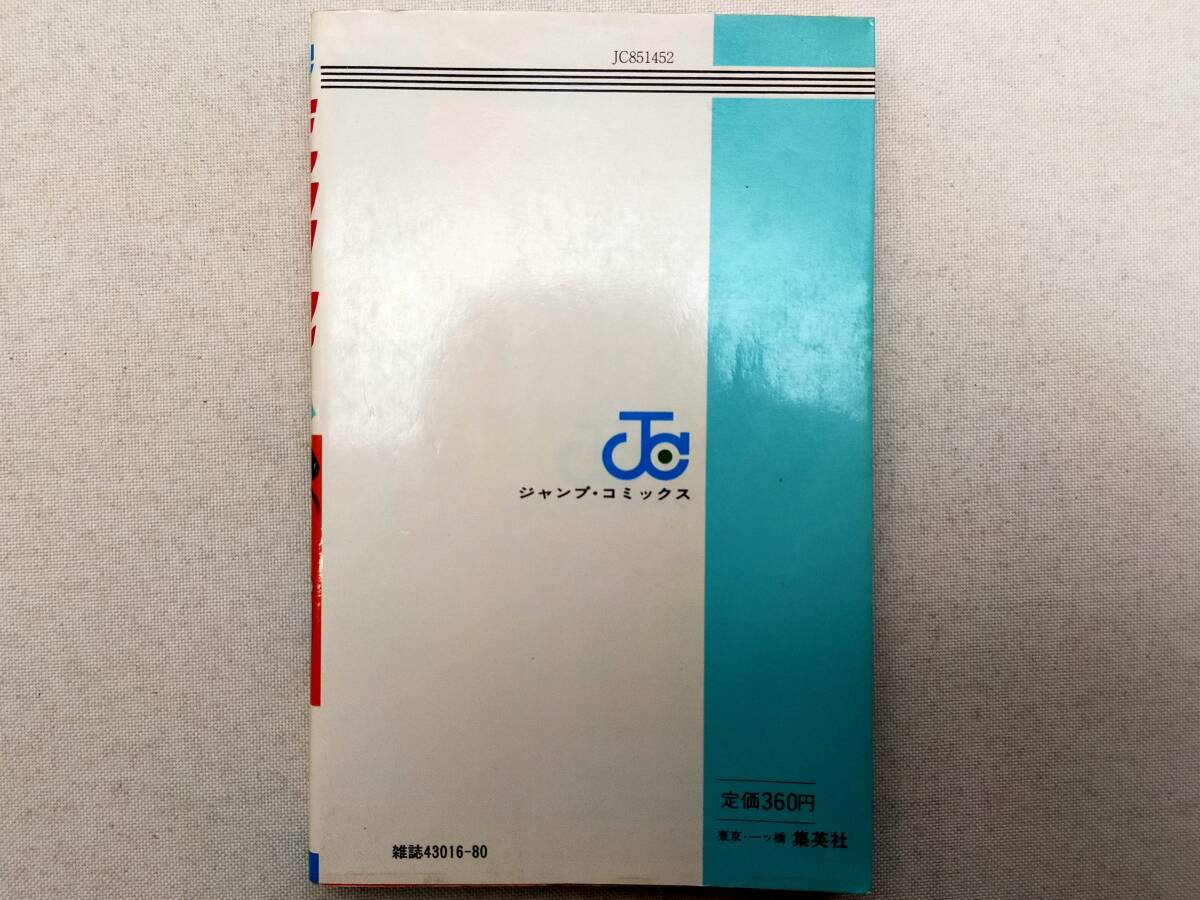 JC851452
JC
ジャンプ・コミックス
定価360円
東京・一ッ橋 集英社
雑誌43016-80